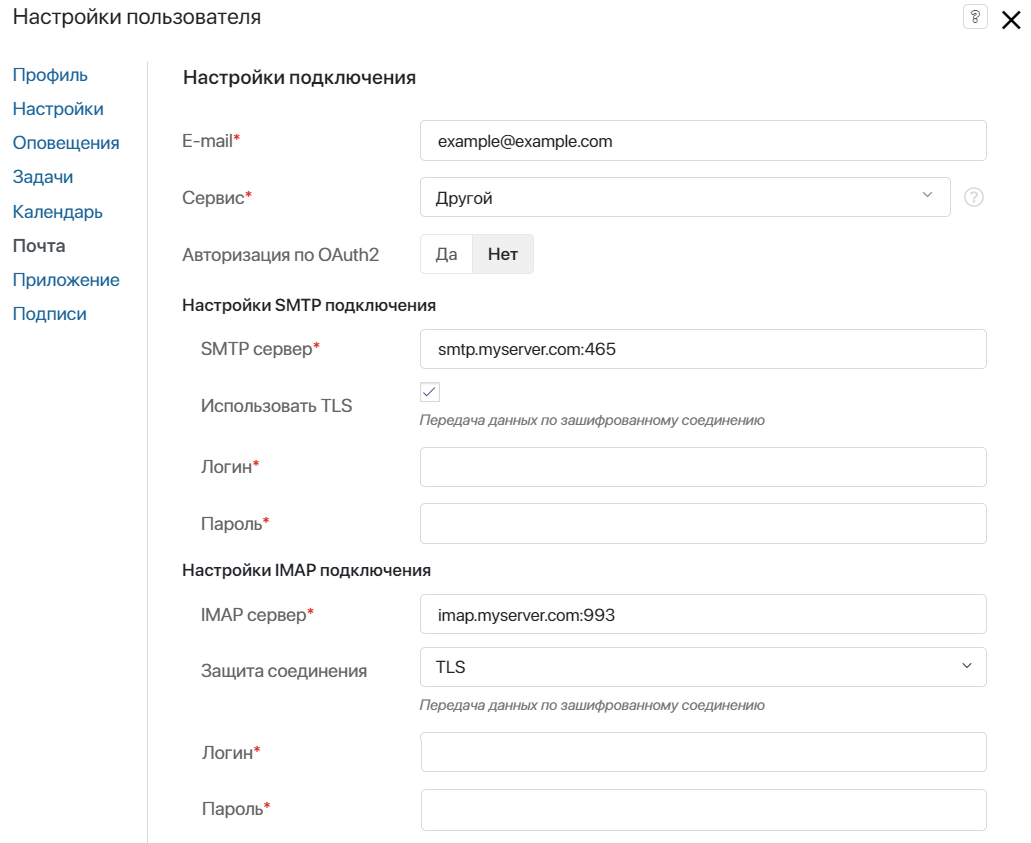 Настройки пользователя
?
Профиль
Настройки
Оповещения
Задачи
Календарь
Почта
Приложение
Подписи
Настройки подключения
E-mail*
example@example.com
Сервис*
Другой
?
Авторизация по OAuth2
Да
Нет
Настройки SMTP подключения
SMTP сервер*
smtp.myserver.com:465
Использовать TLS
Передача данных по зашифрованному соединению
Логин*
Пароль*
Настройки IMAP подключения
IMAP сервер*
imap.myserver.com:993
Защита соединения
TLS
Передача данных по зашифрованному соединению
Логин*
Пароль*